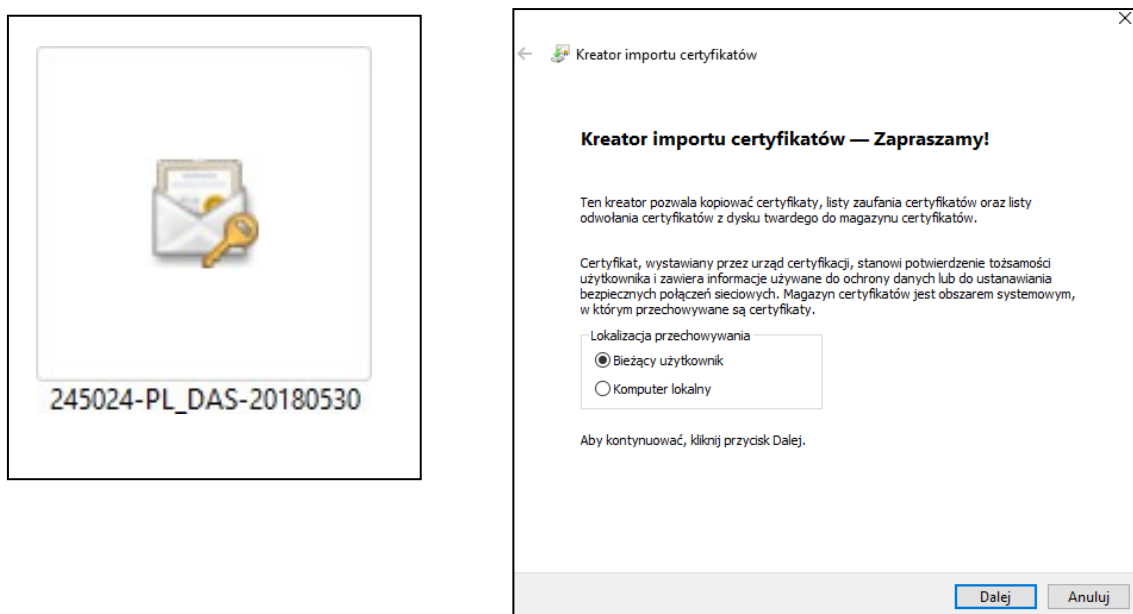 245024-PL_DAS-20180530
Kreator importu certyfikatów
Kreator importu certyfikatów — Zapraszamy!
Ten kreator pozwala kopiować certyfikaty, listy zaufania certyfikatów oraz listy
odwołania certyfikatów z dysku twardego do magazynu certyfikatów.
Certyfikat, wystawiany przez urząd certyfikacji, stanowi potwierdzenie tożsamości
użytkownika i zawiera informacje używane do ochrony danych lub do ustanawiania
bezpiecznych połączeń sieciowych. Magazyn certyfikatów jest obszarem systemowym,
w którym przechowywane są certyfikaty.
Lokalizacja przechowywania
Bieżący użytkownik
Komputer lokalny
Aby kontynuować, kliknij przycisk Dalej.
Dalej Anuluj